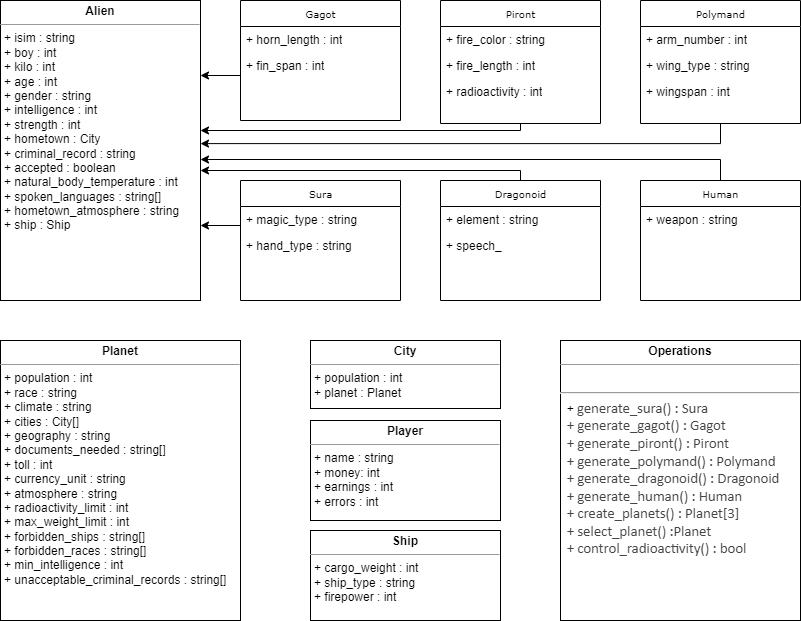 Alien
+ isim : string
+ boy : int
+ kilo : int
+ age : int
+ gender : string
+ intelligence : int
+ strength : int
+ hometown : City
+ criminal_record : string
+ accepted : boolean
+ natural_body_temperature : int
+ spoken_languages : string[]
+ hometown_atmosphere : string
+ ship : Ship
Gagot
+ horn_length : int
+ fin_span : int
Piront
+ fire_color : string
+ fire_length : int
+ radioactivity : int
Polymand
+ arm_number : int
+ wing_type : string
+ wingspan : int
Sura
+ magic_type : string
+ hand_type : string
Dragonoid
+ element : string
+ speech_
Human
+ weapon : string
Planet
+ population : int
+ race : string
+ climate : string
+ cities : City[]
+ geography : string
+ documents_needed : string[]
+ toll : int
+ currency_unit : string
+ atmosphere : string
+ radioactivity_limit : int
+ max_weight_limit : int
+ forbidden_ships : string[]
+ forbidden_races : string[]
+ min_intelligence : int
+ unacceptable_criminal_records : string[]
City
+ population : int
+ planet : Planet
Player
+ name : string
+ money: int
+ earnings : int
+ errors : int
Ship
+ cargo_weight : int
+ ship_type : string
+ firepower : int
Operations
+ generate_sura() : Sura
+ generate_gagot() : Gagot
+ generate_piront() : Piront
+ generate_polymand() : Polymand
+ generate_dragonoid() : Dragonoid
+ generate_human() : Human
+ create_planets() : Planet[3]
+ select_planet() :Planet
+ control_radioactivity() : bool